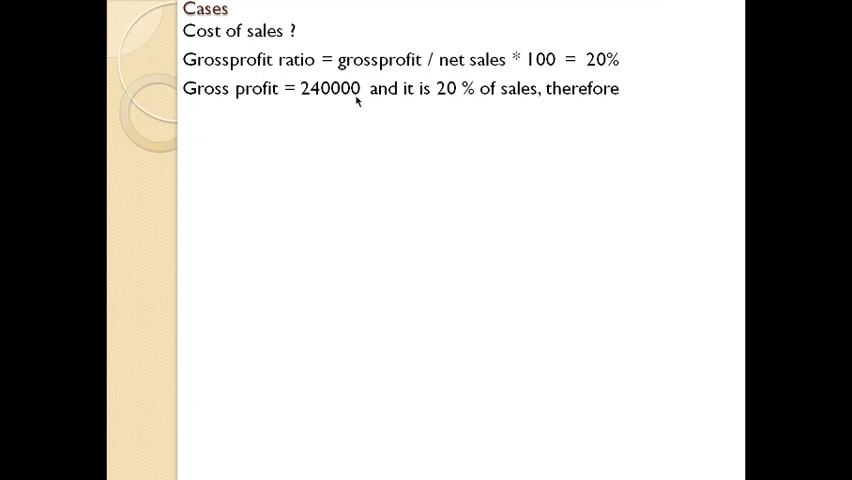 Cases
Cost of sales ?
Grossprofit ratio = grossprofit / net sales * 100 = 20%
Gross profit = 240000 and it is 20 % of sales, therefore